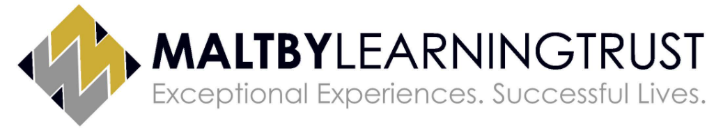 MALTBYLEARNINGTRUST
Exceptional Experiences. Successful Lives.